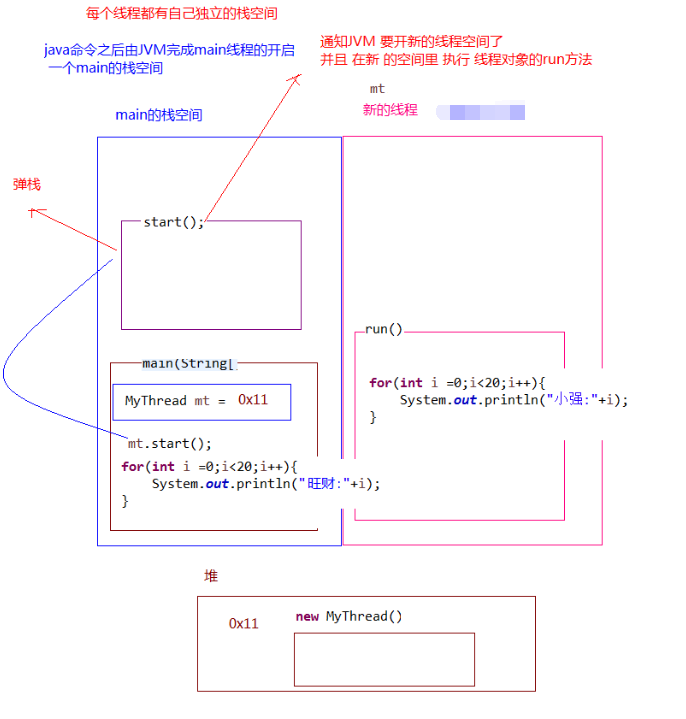 每个线程都有自己独立的栈空间
java命令之后由JVM完成main线程的开启
一个main的栈空间
通知JVM 要开新的线程空间了
并且 在新 的空间里 执行 线程对象的run方法
mt
新的线程
main的栈空间
弹栈
start();
run()
main(String[
MyThread mt = 0x11
mt.start();
for(int i =0;i<20;i++){
System.out.println("旺财:"+i);
}
for(int i =0;i<20;i++){
System.out.println("小强:"+i);
}
堆
0x11
new MyThread()